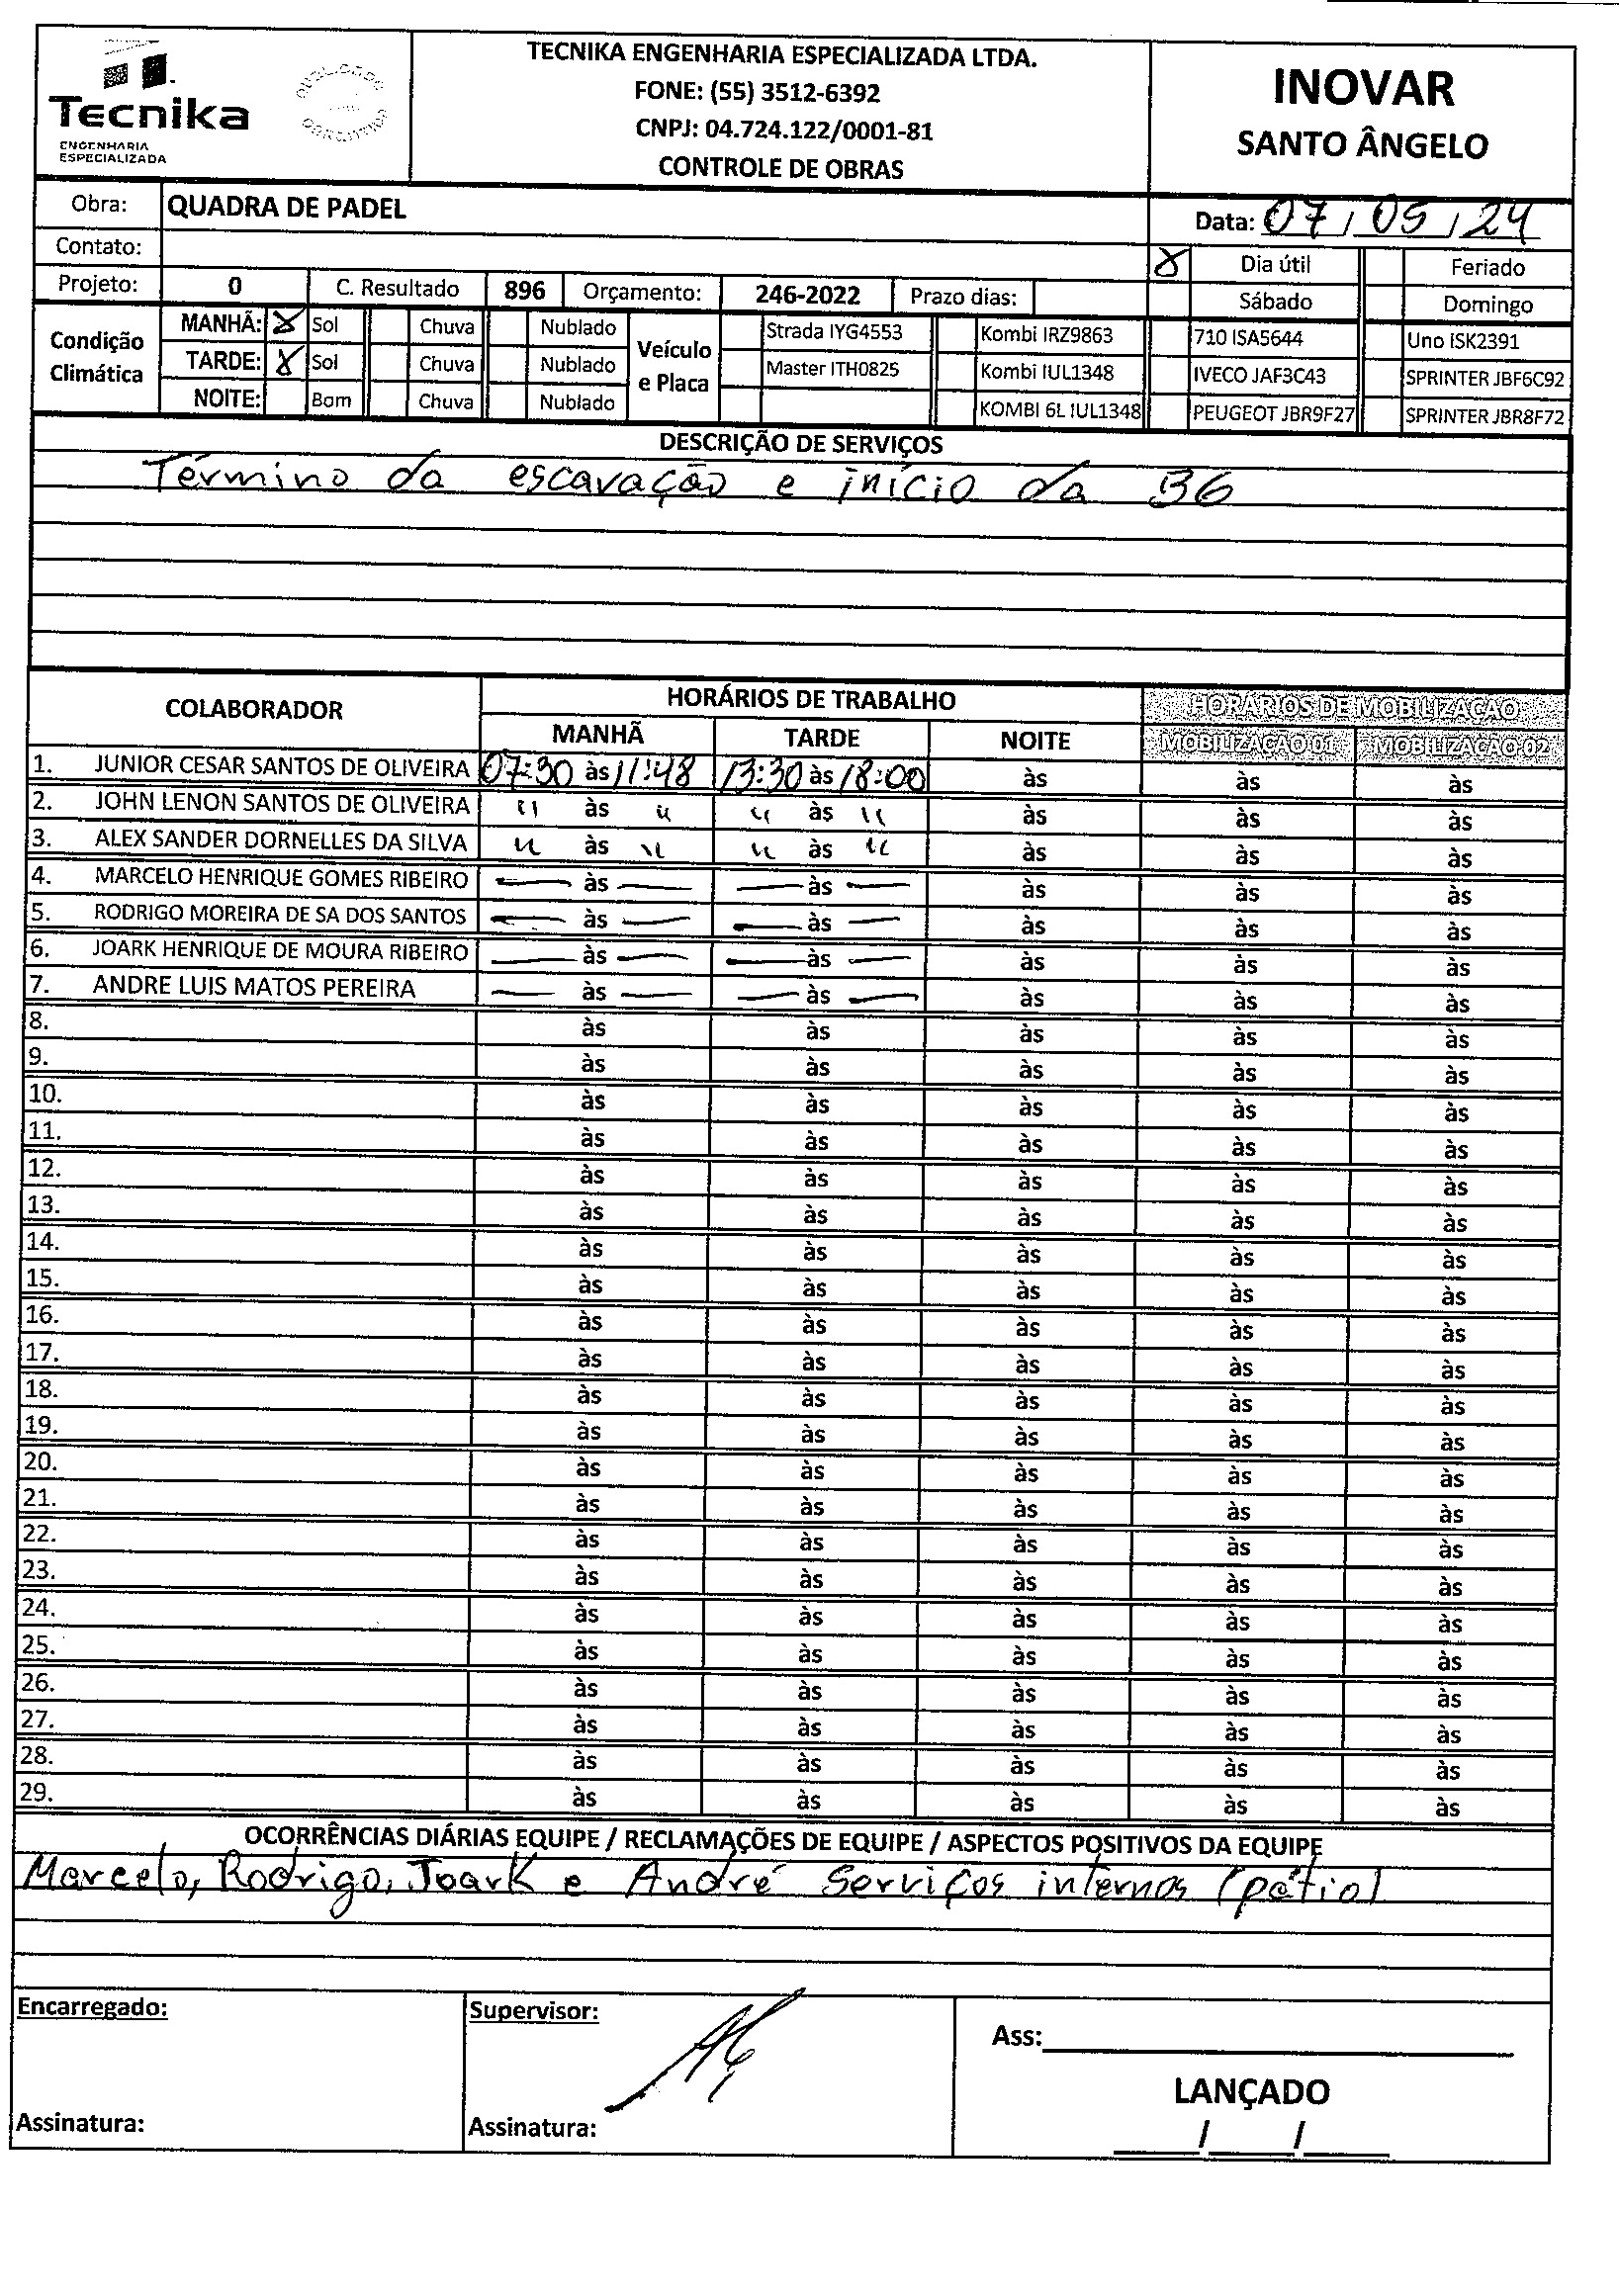 Tecnika
ENGENHARIA
ESPECIALIZADA
TECNIKA ENGENHARIA ESPECIALIZADA LTDA.
FONE: (55) 3512-6392
CNPJ: 04.724.122/0001-81
CONTROLE DE OBRAS
INOVAR
SANTO ÂNGELO
Obra: QUADRA DE PADEL
Data: 07/05/24
Contato:
X Dia útil Feriado
Projeto: 0 C. Resultado 896 Orçamento: 246-2022 Prazo dias:
Sábado Domingo
Condição Climática
MANHÃ: X Sol Chuva Nublado
TARDE: X Sol Chuva Nublado
NOITE: Bom Chuva Nublado
Veículo e Placa
Strada IYG4553 Kombi IRZ9863 710 ISA5644 Uno ISK2391
Master ITH0825 Kombi IUL1348 IVECO JAF3C43 SPRINTER JBF6C92
KOMBI 6L IUL1348 PEUGEOT JBR9F27 SPRINTER JBR8F72
DESCRIÇÃO DE SERVIÇOS
Término da escavação e início da BG
COLABORADOR HORÁRIOS DE TRABALHO HORÁRIOS DE MOBILIZAÇÃO
MANHÃ TARDE NOITE MOBILIZAÇÃO 01 MOBILIZAÇÃO 02
1. JUNIOR CESAR SANTOS DE OLIVEIRA 07:30 às 11:48 13:30 às 18:00 às às às
2. JOHN LENON SANTOS DE OLIVEIRA " às " " às " às às às
3. ALEX SANDER DORNELLES DA SILVA " às " " às " às às às
4. MARCELO HENRIQUE GOMES RIBEIRO — às — — às — às às às
5. RODRIGO MOREIRA DE SA DOS SANTOS — às — — às — às às às
6. JOARK HENRIQUE DE MOURA RIBEIRO — às — — às — às às às
7. ANDRE LUIS MATOS PEREIRA — às — — às — às às às
8. às às às às às
9. às às às às às
10. às às às às às
11. às às às às às
12. às às às às às
13. às às às às às
14. às às às às às
15. às às às às às
16. às às às às às
17. às às às às às
18. às às às às às
19. às às às às às
20. às às às às às
21. às às às às às
22. às às às às às
23. às às às às às
24. às às às às às
25. às às às às às
26. às às às às às
27. às às às às às
28. às às às às às
29. às às às às às
OCORRÊNCIAS DIÁRIAS EQUIPE / RECLAMAÇÕES DE EQUIPE / ASPECTOS POSITIVOS DA EQUIPE
Marcelo, Rodrigo, Joark e André serviços internos (pátio)
Encarregado: Supervisor:
Ass:
LANÇADO
Assinatura: Assinatura:
/ /